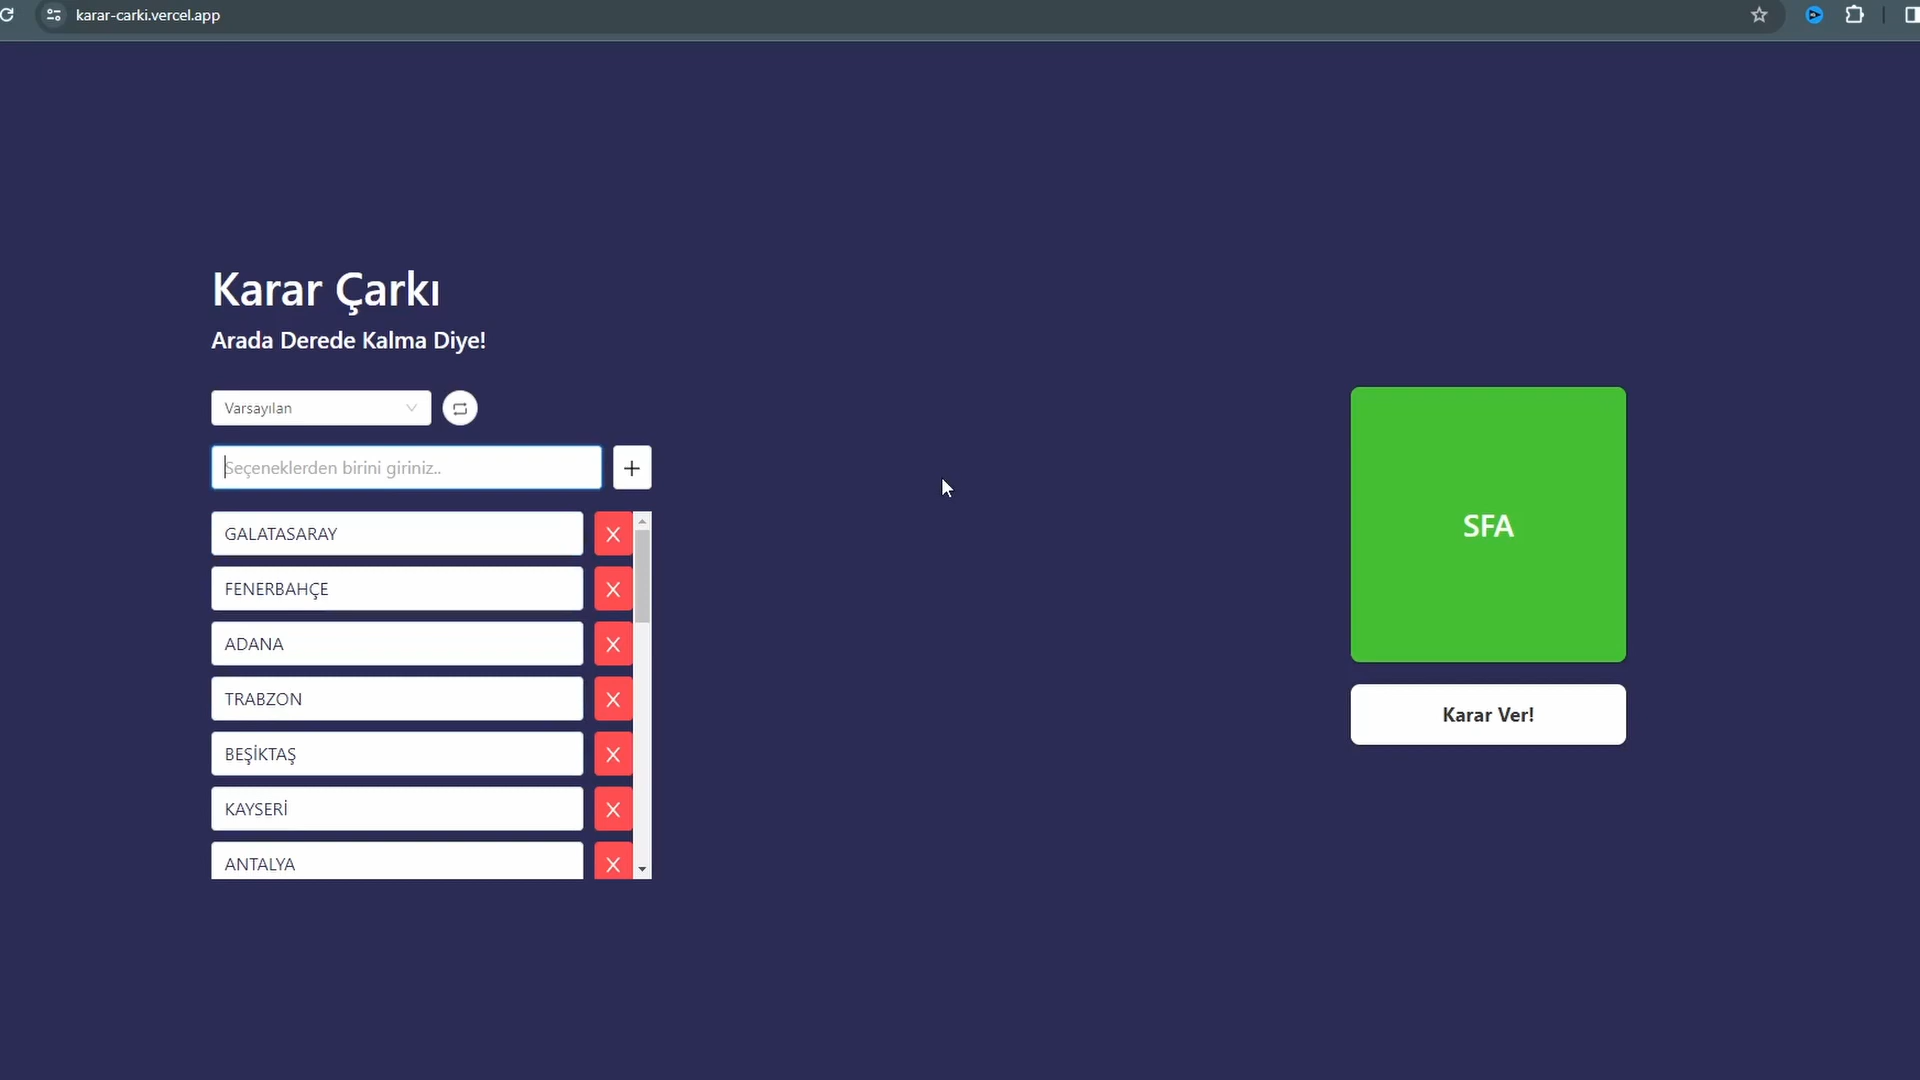 karar-carki.vercel.app
Karar Çarkı
Arada Derede Kalma Diye!
Varsayılan
Seçeneklerden birini giriniz..
GALATASARAY
FENERBAHÇE
ADANA
TRABZON
BEŞİKTAŞ
KAYSERİ
ANTALYA
SFA
Karar Ver!